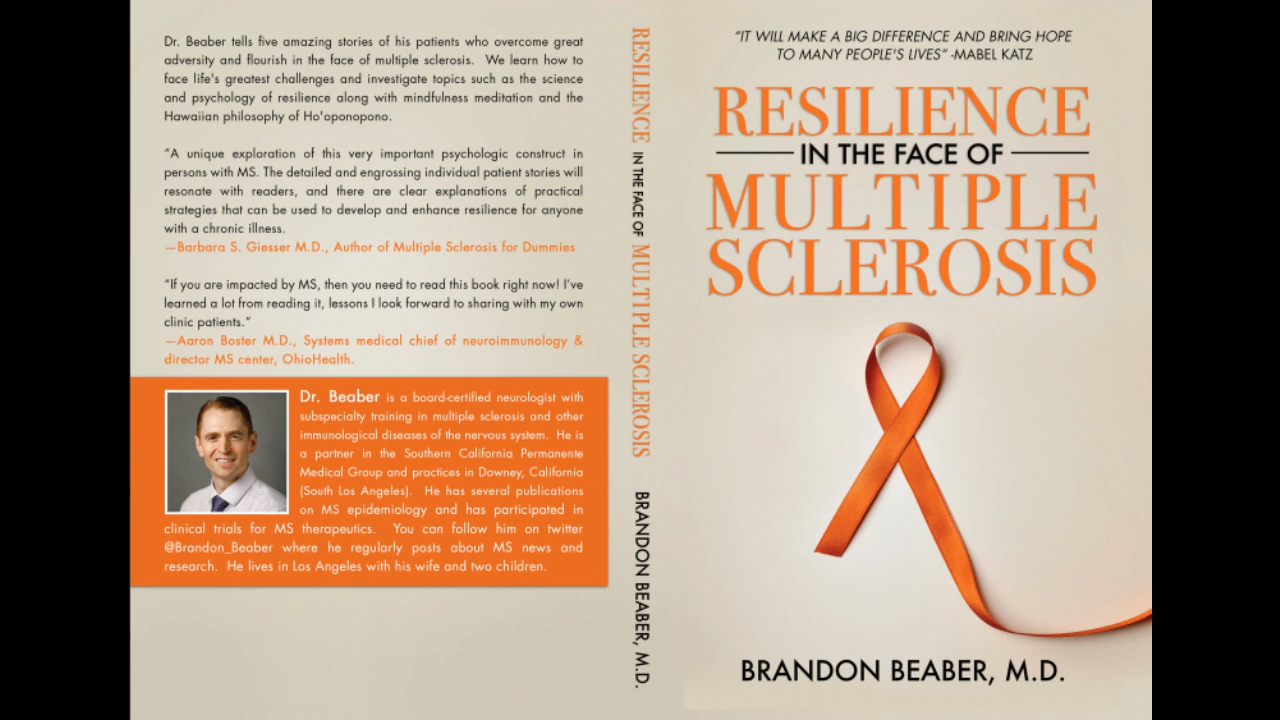 Dr. Beaber tells five amazing stories of his patients who overcome great
adversity and flourish in the face of multiple sclerosis. We learn how to
face life's greatest challenges and investigate topics such as the science
and psychology of resilience along with mindfulness meditation and the
Hawaiian philosophy of Ho'oponopono.
"A unique exploration of this very important psychologic construct in
persons with MS. The detailed and engrossing individual patient stories will
resonate with readers, and there are clear explanations of practical
strategies that can be used to develop and enhance resilience for anyone
with a chronic illness.
—Barbara S. Giesser M.D., Author of Multiple Sclerosis for Dummies
"If you are impacted by MS, then you need to read this book right now! I've
learned a lot from reading it, lessons I look forward to sharing with my own
clinic patients."
—Aaron Boster M.D., Systems medical chief of neuroimmunology &
director MS center, OhioHealth.
Dr. Beaber is a board-certified neurologist with
subspecialty training in multiple sclerosis and other
immunological diseases of the nervous system. He is
a partner in the Southern California Permanente
Medical Group and practices in Downey, California
(South Los Angeles). He has several publications
on MS epidemiology and has participated in
clinical trials for MS therapeutics. You can follow him on twitter
@Brandon_Beaber where he regularly posts about MS news and
research. He lives in Los Angeles with his wife and two children.
RESILIENCE IN THE FACE OF MULTIPLE SCLEROSIS BRANDON BEABER, M.D.
"IT WILL MAKE A BIG DIFFERENCE AND BRING HOPE
TO MANY PEOPLE'S LIVES" -MABEL KATZ
RESILIENCE
IN THE FACE OF
MULTIPLE
SCLEROSIS
BRANDON BEABER, M.D.